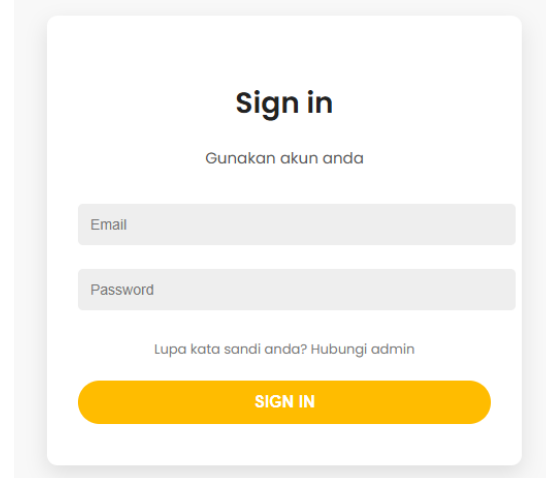 Sign in
Gunakan akun anda
Email
Password
Lupa kata sandi anda? Hubungi admin
SIGN IN